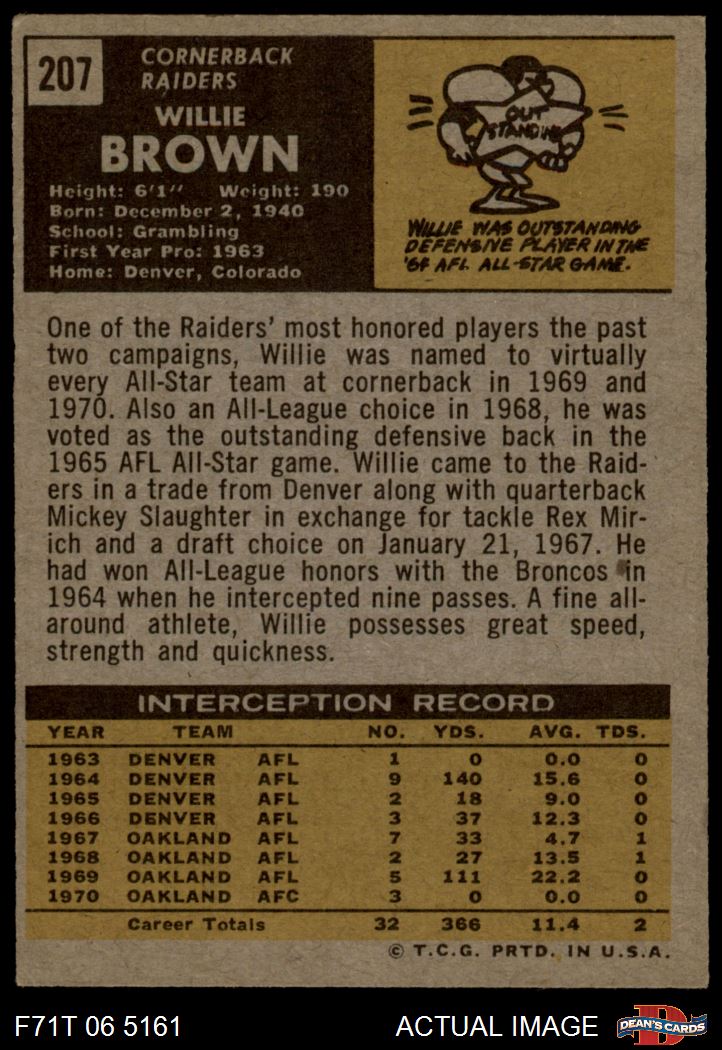 207
CORNERBACK
RAIDERS
WILLIE
BROWN
Height: 6'1" Weight: 190
Born: December 2, 1940
School: Grambling
First Year Pro: 1963
Home: Denver, Colorado
OUT
STANDING
WILLIE WAS OUTSTANDING
DEFENSIVE PLAYER IN THE
'64 AFL ALL-STAR GAME.
One of the Raiders' most honored players the past
two campaigns, Willie was named to virtually
every All-Star team at cornerback in 1969 and
1970. Also an All-League choice in 1968, he was
voted as the outstanding defensive back in the
1965 AFL All-Star game. Willie came to the Raid-
ers in a trade from Denver along with quarterback
Mickey Slaughter in exchange for tackle Rex Mir-
ich and a draft choice on January 21, 1967. He
had won All-League honors with the Broncos in
1964 when he intercepted nine passes. A fine all-
around athlete, Willie possesses great speed,
strength and quickness.
INTERCEPTION RECORD
YEAR TEAM NO. YDS. AVG. TDS.
1963 DENVER AFL 1 0 0.0 0
1964 DENVER AFL 9 140 15.6 0
1965 DENVER AFL 2 18 9.0 0
1966 DENVER AFL 3 37 12.3 0
1967 OAKLAND AFL 7 33 4.7 1
1968 OAKLAND AFL 2 27 13.5 1
1969 OAKLAND AFL 5 111 22.2 0
1970 OAKLAND AFC 3 0 0.0 0
Career Totals 32 366 11.4 2
© T.C.G. PRTD. IN U.S.A.
F71T 06 5161 ACTUAL IMAGE D DEAN'S CARDS